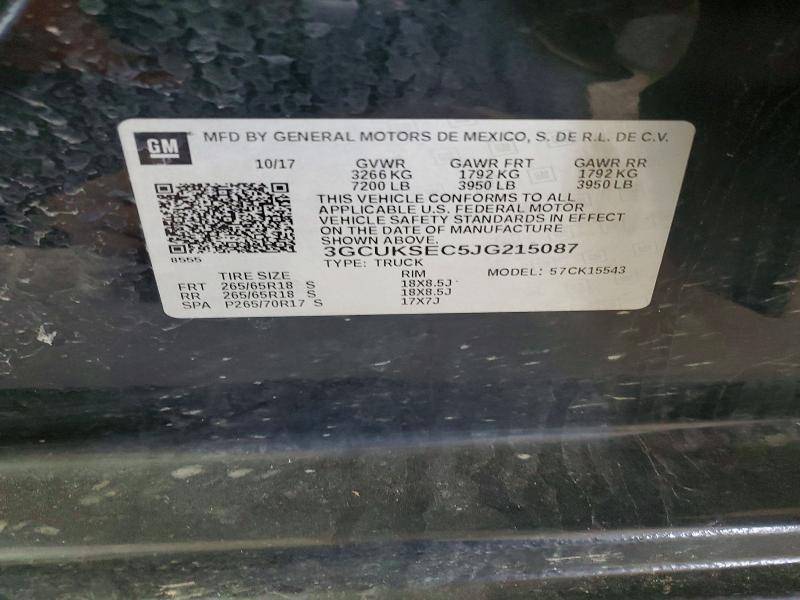 GM MFD BY GENERAL MOTORS DE MEXICO, S. DE R.L. DE C.V.
10/17 GVWR GAWR FRT GAWR RR
3266 KG 1792 KG 1792 KG
7200 LB 3950 LB 3950 LB
THIS VEHICLE CONFORMS TO ALL
APPLICABLE U.S. FEDERAL MOTOR
VEHICLE SAFETY STANDARDS IN EFFECT
ON THE DATE OF MANUFACTURE
SHOWN ABOVE.
8555
3GCUKSEC5JG215087
TYPE: TRUCK MODEL: 57CK15543
TIRE SIZE RIM
FRT 265/65R18 S 18X8.5J
RR 265/65R18 S 18X8.5J
SPA P265/70R17 S 17X7J